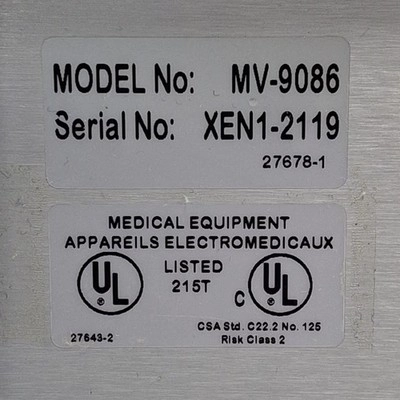 MODEL No: MV-9086
Serial No: XEN1-2119
27678-1
MEDICAL EQUIPMENT
APPAREILS ELECTROMEDICAUX
UL ® LISTED 215T C UL ®
27643-2
CSA Std. C22.2 No. 125
Risk Class 2